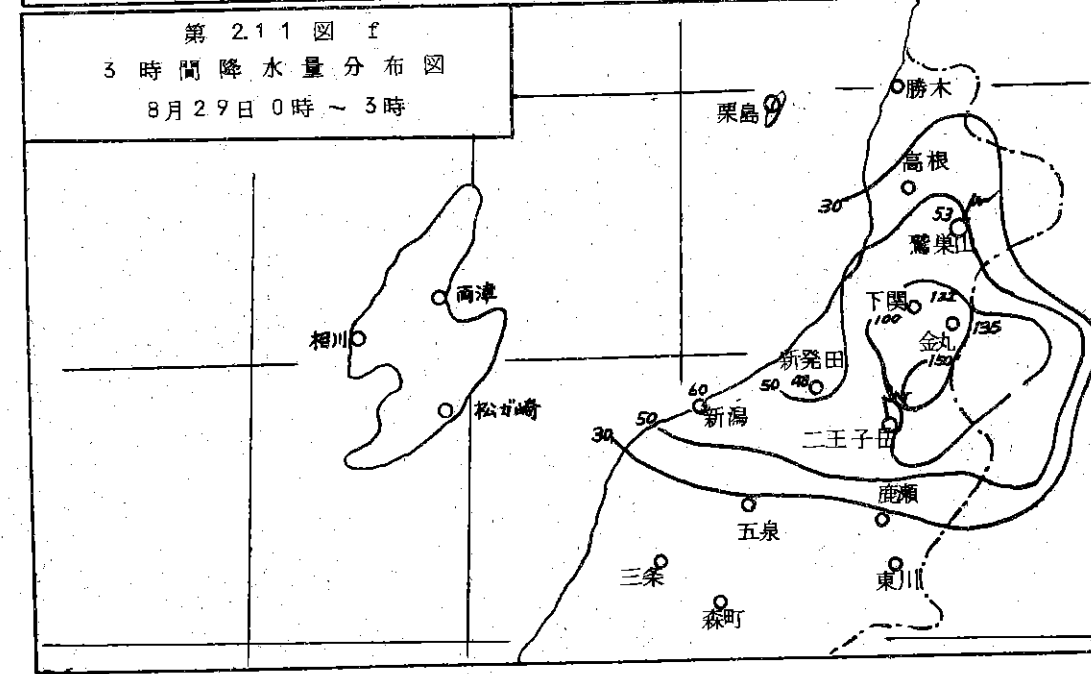 第 2.11 図 f
3 時間降水量分布図
8月29日 0時 ~ 3時
勝木
粟島
高根
30
53
鷲巣山
両津
下関
132
100
金丸
135
相川
新発田
150
60
50
48
松ガ崎
新潟
50
二王子岳
30
鹿瀬
五泉
三条
東川
森町